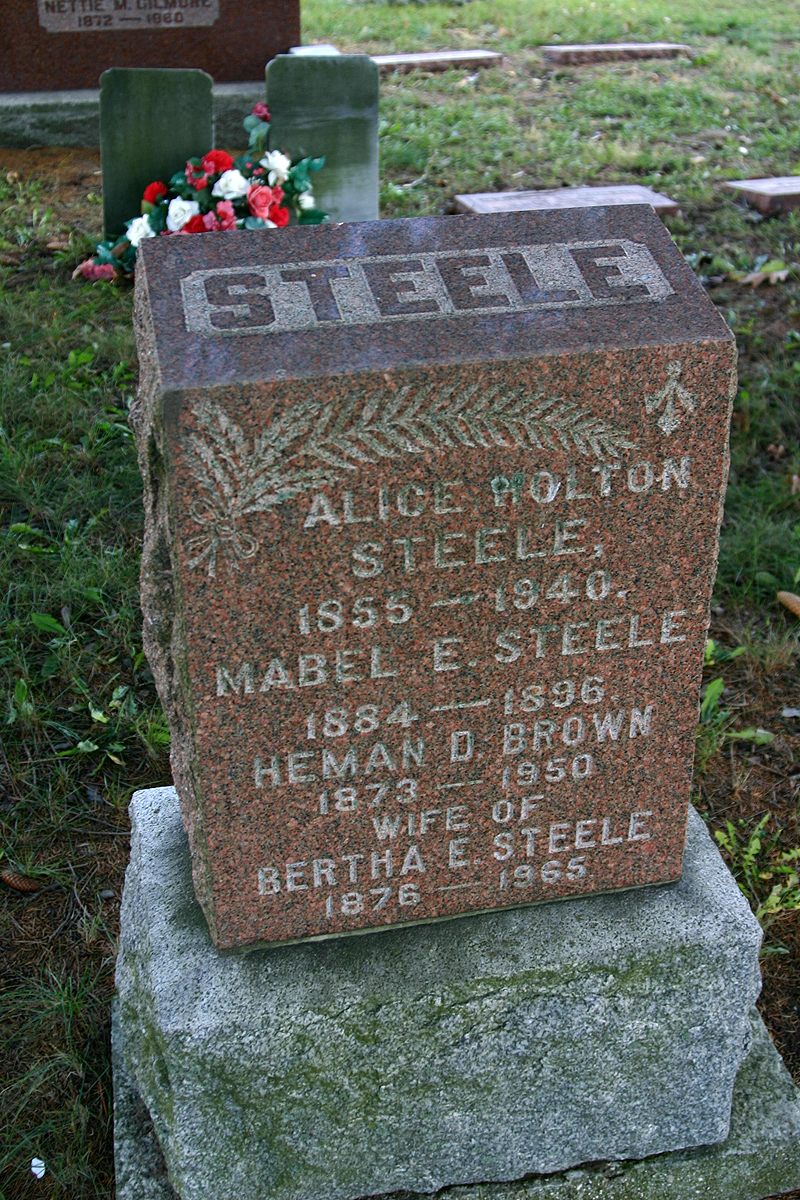 NETTIE M. GILMORE
1872 — 1960
STEELE
ALICE HOLTON
STEELE,
1855 — 1940.
MABEL E. STEELE
1884. — 1896.
HEMAN D. BROWN
1873 — 1950
WIFE OF
BERTHA E. STEELE
1876 — 1965